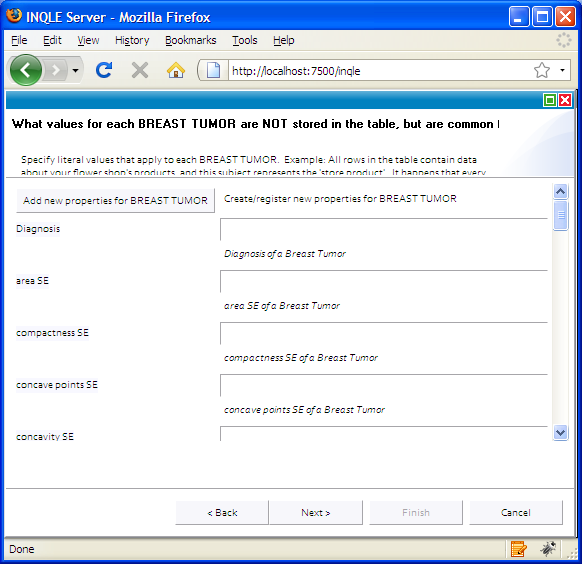 INQLE Server - Mozilla Firefox
File Edit View History Bookmarks Tools Help
http://localhost:7500/inqle
What values for each BREAST TUMOR are NOT stored in the table, but are common
Specify literal values that apply to each BREAST TUMOR. Example: All rows in the table contain data
about your flower shop's products, and this subject represents the 'store product'. It happens that every
Add new properties for BREAST TUMOR Create/register new properties for BREAST TUMOR
Diagnosis
Diagnosis of a Breast Tumor
area SE
area SE of a Breast Tumor
compactness SE
compactness SE of a Breast Tumor
concave points SE
concave points SE of a Breast Tumor
concavity SE
< Back Next > Finish Cancel
Done